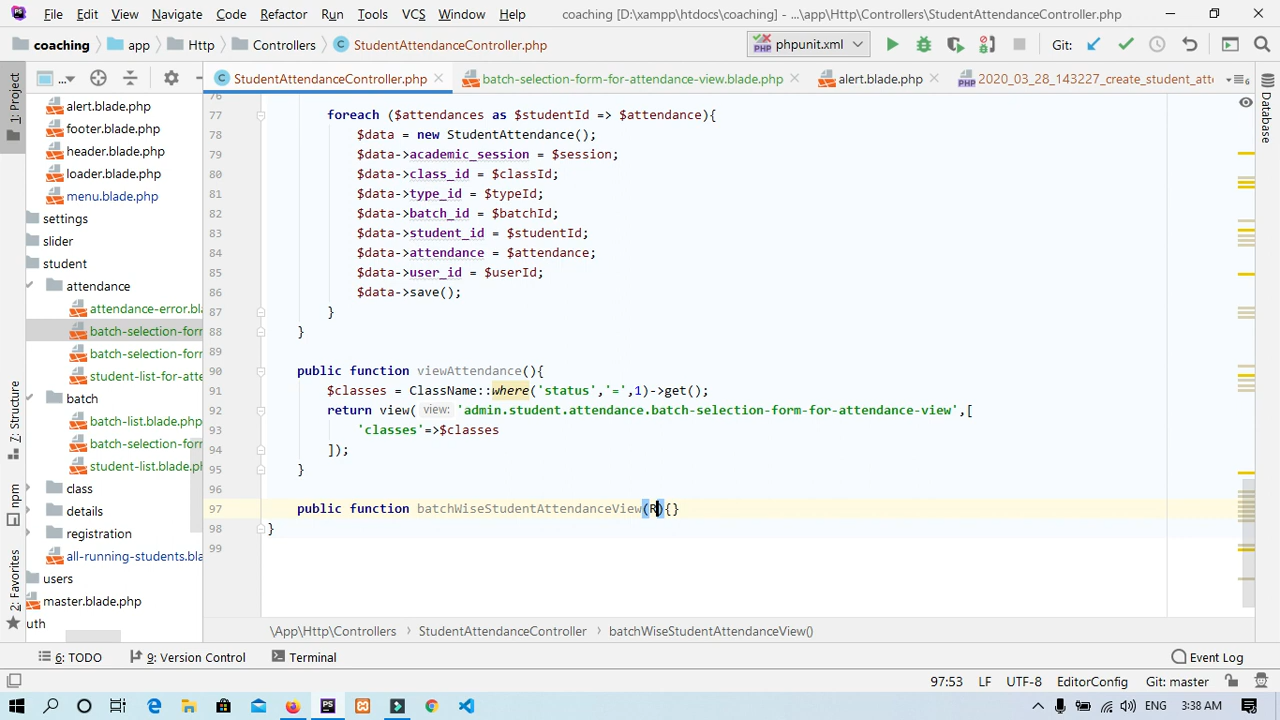 File Edit View Navigate Code Refactor Run Tools VCS Window Help coaching [D:\xampp\htdocs\coaching] - ...\app\Http\Controllers\StudentAttendanceController.php
coaching app Http Controllers StudentAttendanceController.php phpunit.xml Git:
1: Project StudentAttendanceController.php batch-selection-form-for-attendance-view.blade.php alert.blade.php 2020_03_28_143227_create_student_att Database
alert.blade.php
footer.blade.php
header.blade.php
loader.blade.php
menu.blade.php
settings
slider
student
attendance
attendance-error.bla
batch-selection-form
batch-selection-form
student-list-for-atte
batch
batch-list.blade.php
batch-selection-form
student-list.blade.ph
class
details
registration
all-running-students.bla
users
master.blade.php
uth
Z: Structure
npm
2: Favorites
76
77 foreach ($attendances as $studentId => $attendance){
78 $data = new StudentAttendance();
79 $data->academic_session = $session;
80 $data->class_id = $classId;
81 $data->type_id = $typeId;
82 $data->batch_id = $batchId;
83 $data->student_id = $studentId;
84 $data->attendance = $attendance;
85 $data->user_id = $userId;
86 $data->save();
87 }
88 }
89
90 public function viewAttendance(){
91 $classes = ClassName::where('status','=',1)->get();
92 return view( view: 'admin.student.attendance.batch-selection-form-for-attendance-view',[
93 'classes'=>$classes
94 ]);
95 }
96
97 public function batchWiseStudentAttendanceView(R){}
98 }
99
\App\Http\Controllers StudentAttendanceController batchWiseStudentAttendanceView()
6: TODO 9: Version Control Terminal Event Log
97:53 LF UTF-8 EditorConfig Git: master
ENG 3:38 AM